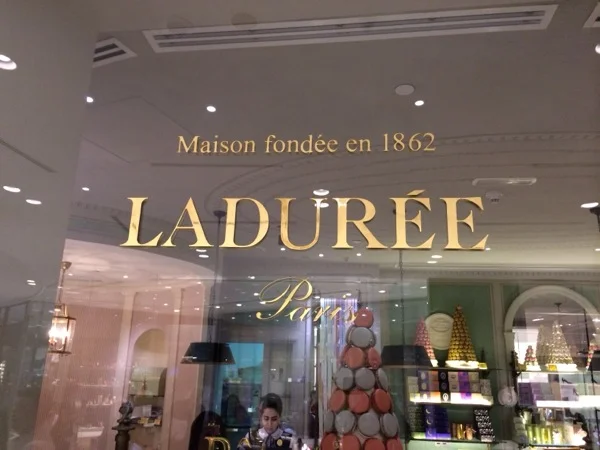 Maison fondée en 1862
LADURÉE
Paris